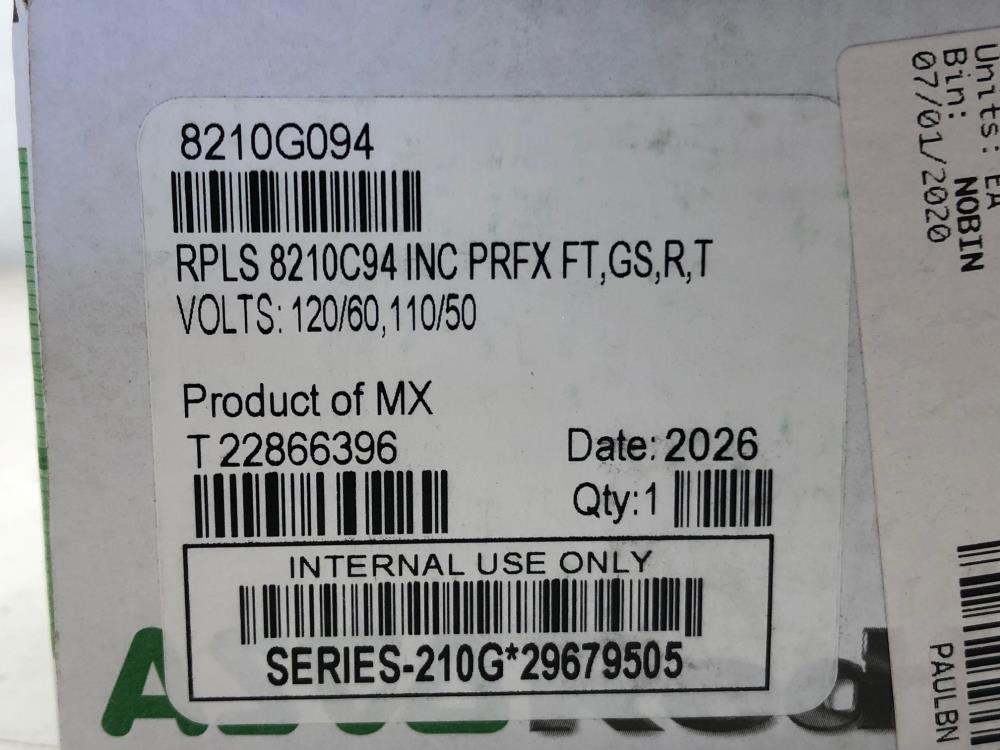 8210G094
RPLS 8210C94 INC PRFX FT,GS,R,T
VOLTS: 120/60,110/50
Product of MX
T 22866396
Date: 2026
Qty:1
INTERNAL USE ONLY
SERIES-210G*29679505
Units: EA
Bin: NOBIN
07/01/2020
PAULBN